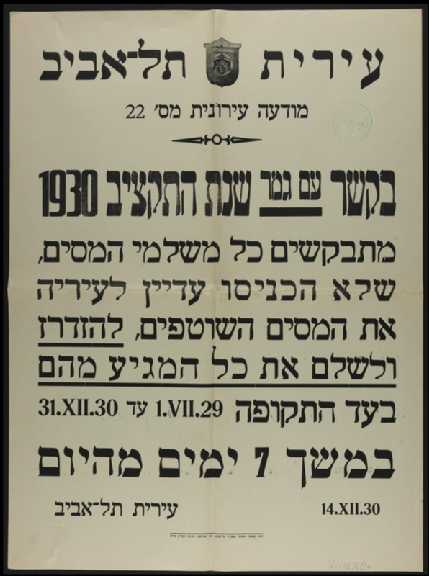 עירית תל־אביב
מודעה עירונית מס׳ 22
בקשר עם גמר שנת התקציב 1930
מתבקשים כל משלמי המסים,
שלא הכניסו עדיין לעיריה
את המסים השוטפים, להזדרז
ולשלם את כל המגיע מהם
בעד התקופה 1.VII.29 עד 31.XII.30
במשך 7 ימים מהיום
14.XII.30 עירית תל־אביב